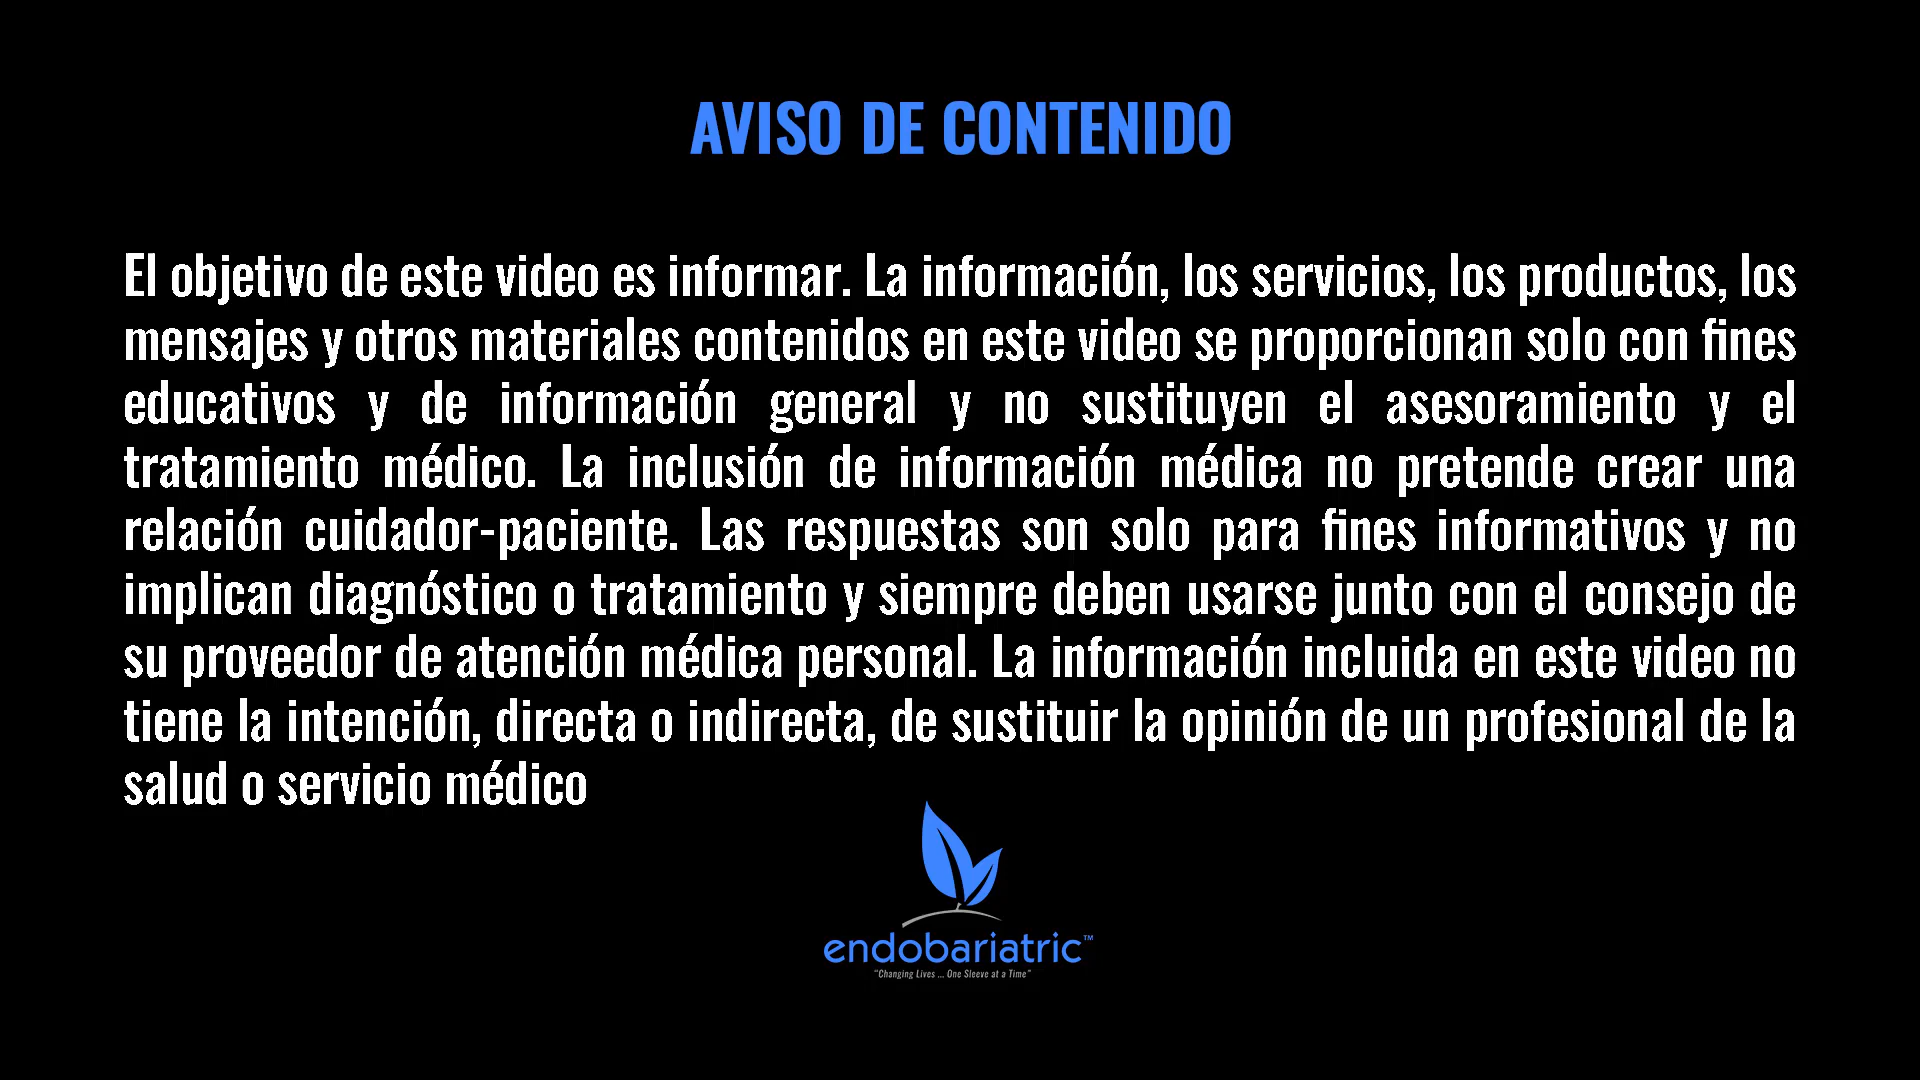 AVISO DE CONTENIDO
El objetivo de este video es informar. La información, los servicios, los productos, los
mensajes y otros materiales contenidos en este video se proporcionan solo con fines
educativos y de información general y no sustituyen el asesoramiento y el
tratamiento médico. La inclusión de información médica no pretende crear una
relación cuidador-paciente. Las respuestas son solo para fines informativos y no
implican diagnóstico o tratamiento y siempre deben usarse junto con el consejo de
su proveedor de atención médica personal. La información incluida en este video no
tiene la intención, directa o indirecta, de sustituir la opinión de un profesional de la
salud o servicio médico
endobariatric™
"Changing Lives ... One Sleeve at a Time"